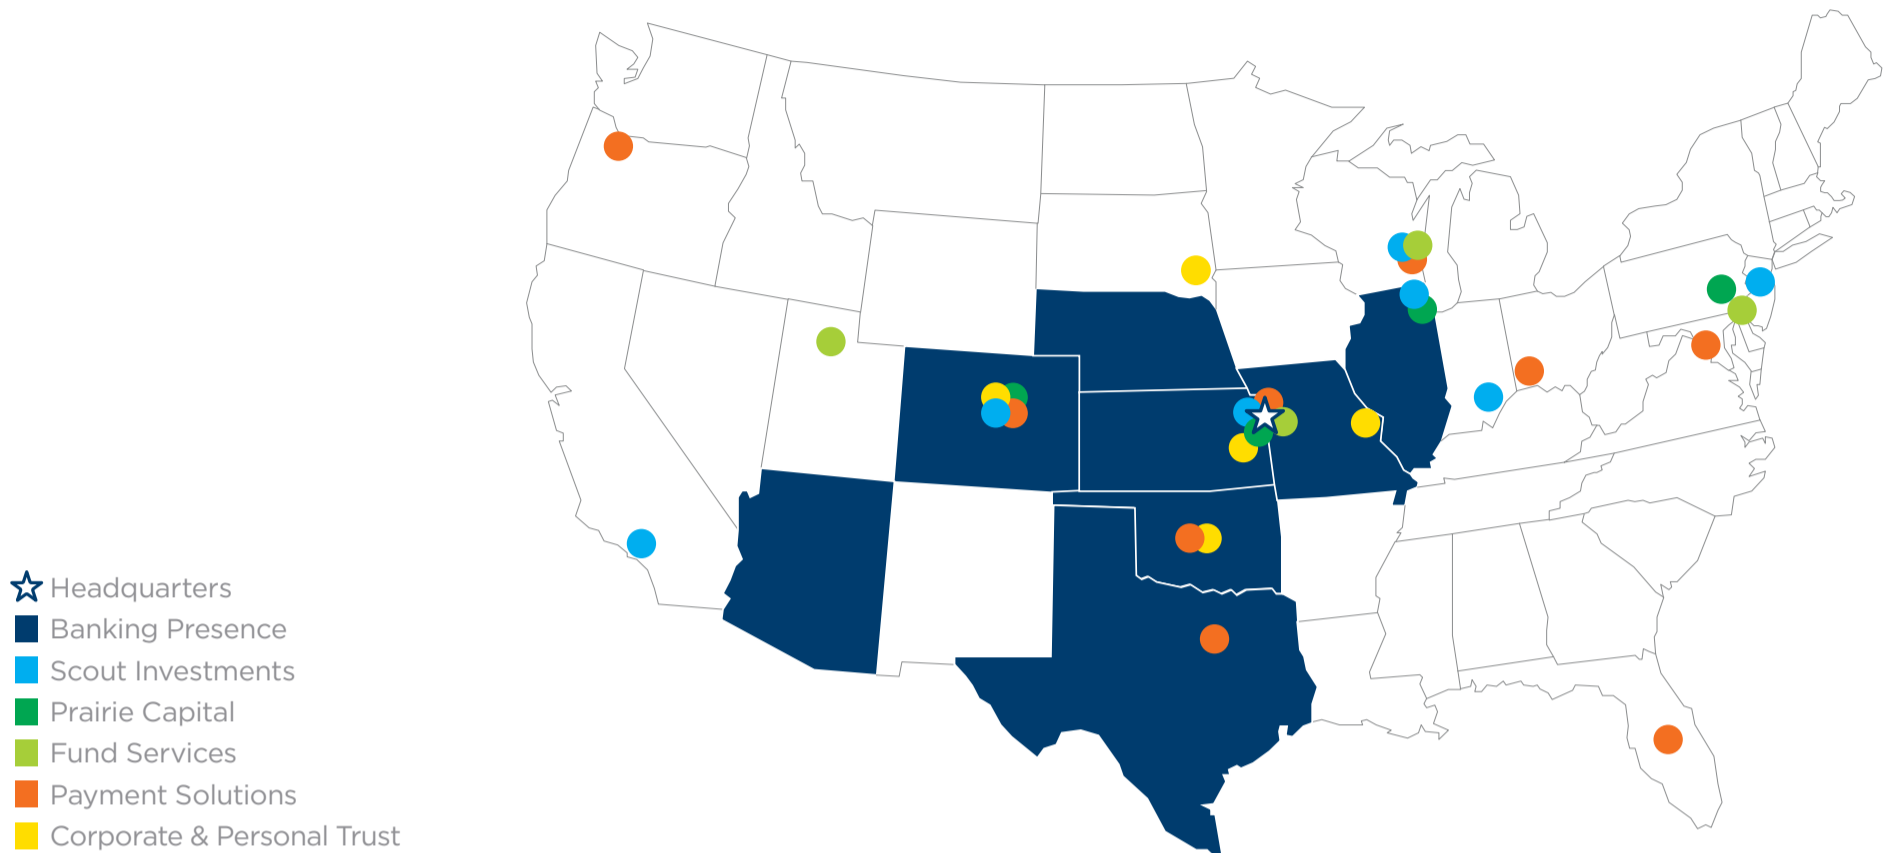 Headquarters
Banking Presence
Scout Investments
Prairie Capital
Fund Services
Payment Solutions
Corporate & Personal Trust